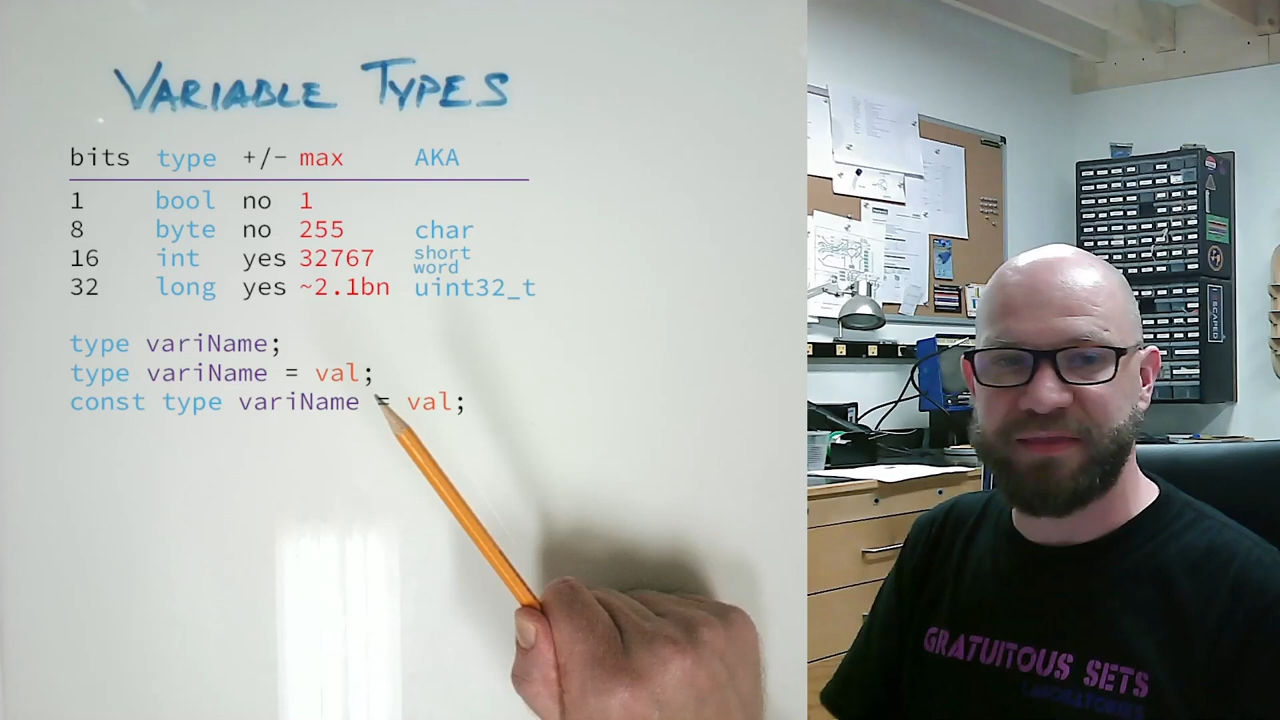 VARIABLE TYPES
bits type +/- max AKA
1 bool no 1
8 byte no 255 char
16 int yes 32767 short word
32 long yes ~2.1bn uint32_t
type variName;
type variName = val;
const type variName = val;
ESCAPED
GRATUITOUS SETS
LABORATORIES